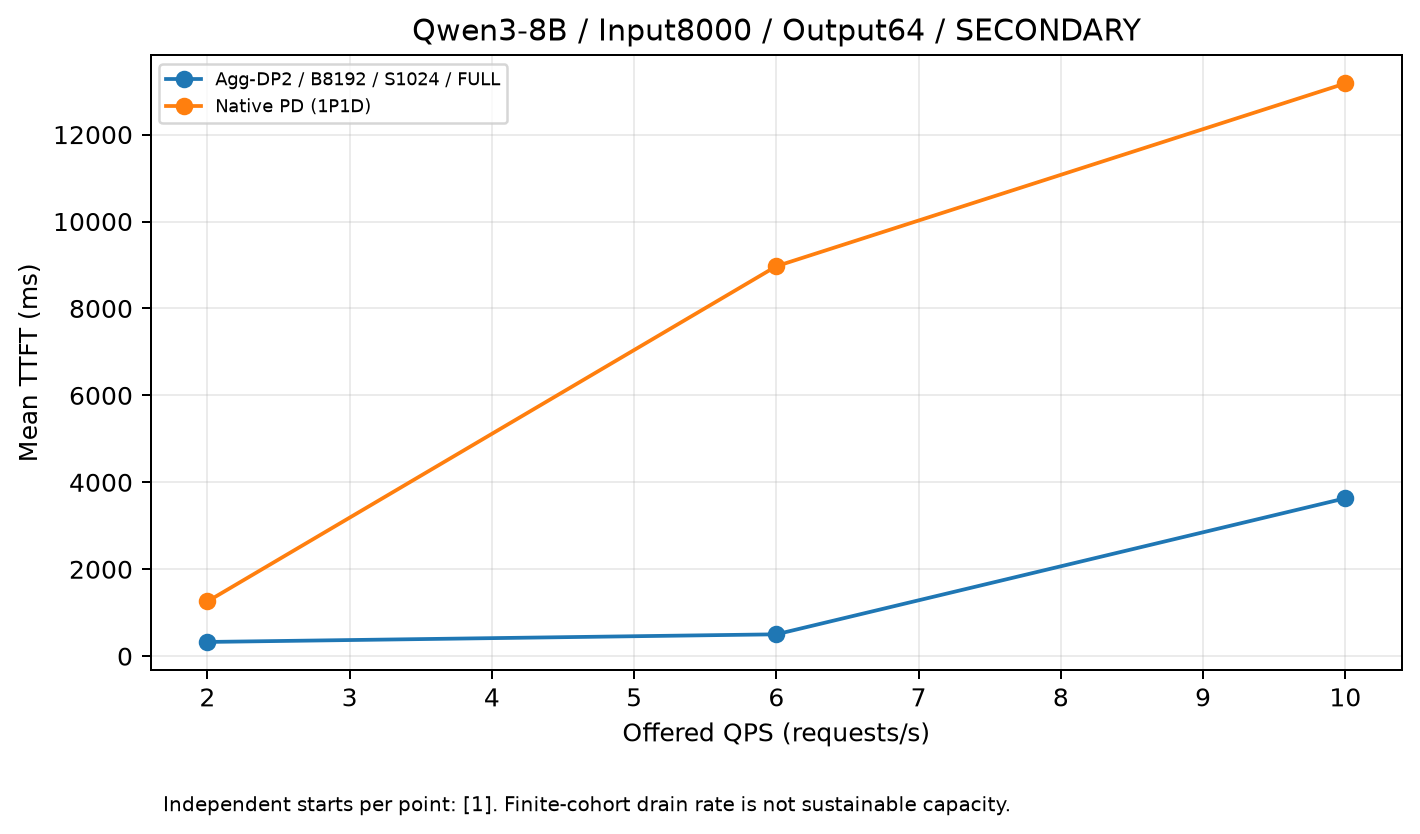 Qwen3-8B / Input8000 / Output64 / SECONDARY
Agg-DP2 / B8192 / S1024 / FULL
Native PD (1P1D)
Mean TTFT (ms)
12000
10000
8000
6000
4000
2000
0
2 3 4 5 6 7 8 9 10
Offered QPS (requests/s)
Independent starts per point: [1]. Finite-cohort drain rate is not sustainable capacity.